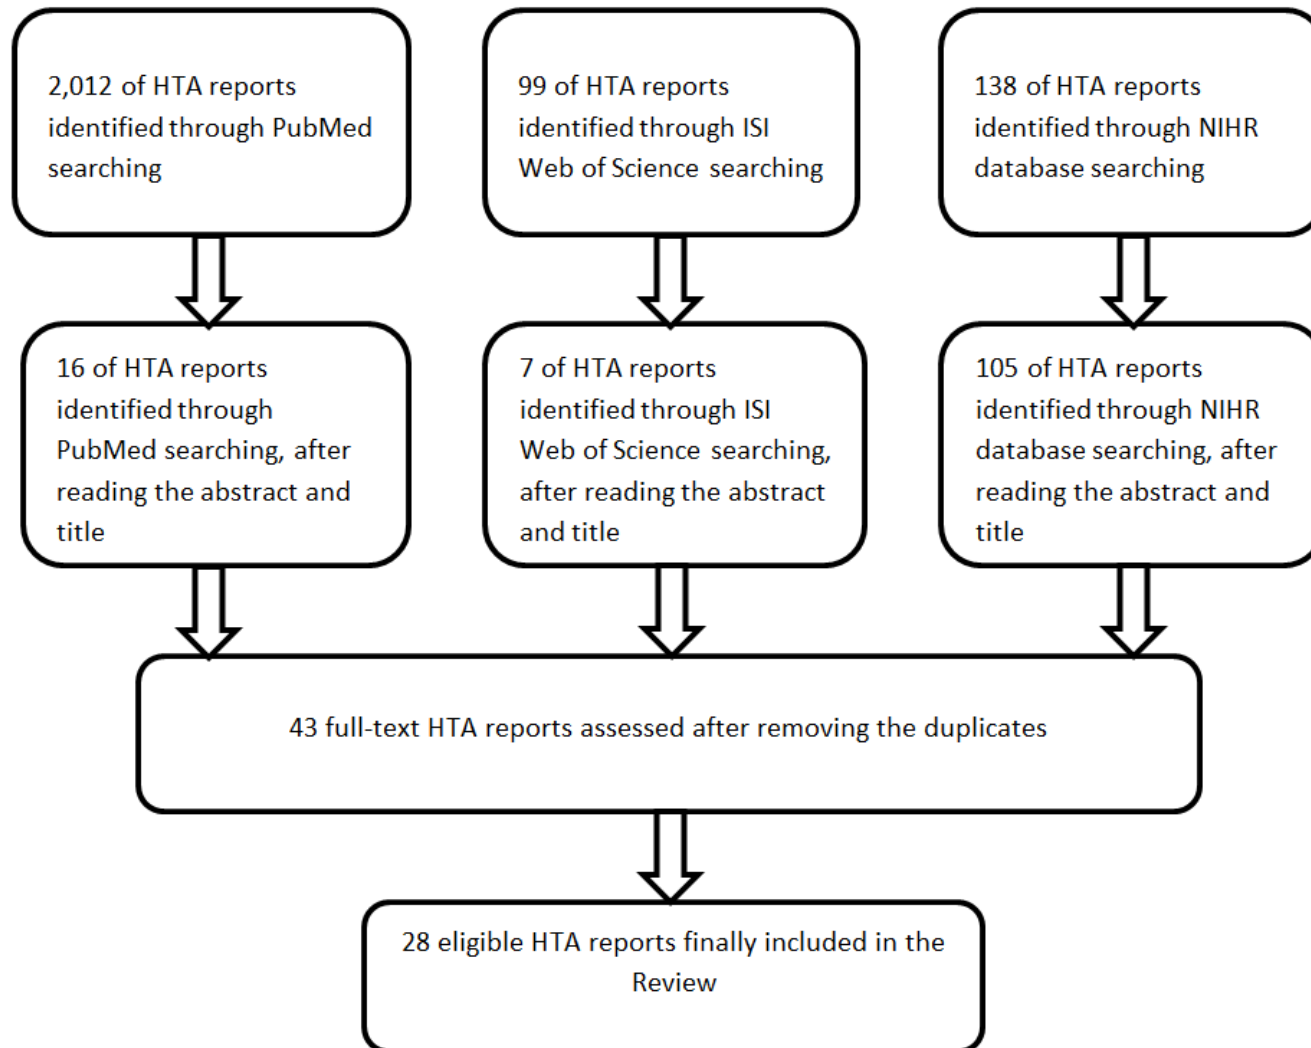 2,012 of HTA reports
identified through PubMed
searching
99 of HTA reports
identified through ISI
Web of Science searching
138 of HTA reports
identified through NIHR
database searching
16 of HTA reports
identified through
PubMed searching, after
reading the abstract and
title
7 of HTA reports
identified through ISI
Web of Science searching,
after reading the abstract
and title
105 of HTA reports
identified through NIHR
database searching, after
reading the abstract and
title
43 full-text HTA reports assessed after removing the duplicates
28 eligible HTA reports finally included in the
Review